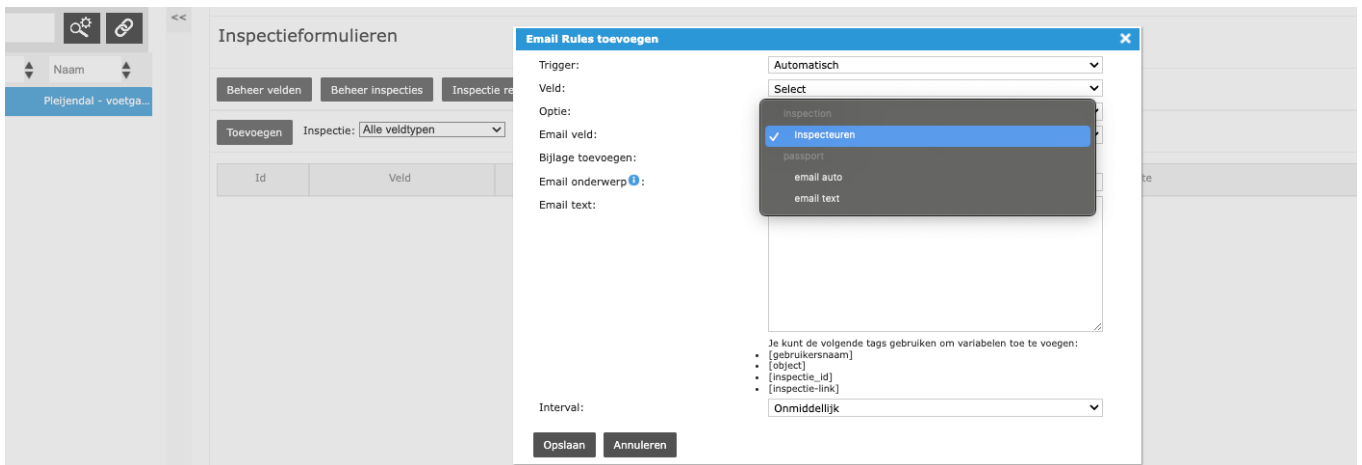 <<
Inspectieformulieren
Naam
Pleijendal - voetga...
Beheer velden
Beheer inspecties
Inspectie re
Toevoegen
Inspectie:
Alle veldtypen
Id
Veld
te
Email Rules toevoegen
Trigger:
Automatisch
Veld:
Select
Optie:
inspection
Email veld:
✓ Inspecteuren
Bijlage toevoegen:
passport
email auto
Email onderwerp :
email text
Email text:
Je kunt de volgende tags gebruiken om variabelen toe te voegen:
[gebruikersnaam]
[object]
[inspectie_id]
[inspectie-link]
Interval:
Onmiddellijk
Opslaan
Annuleren